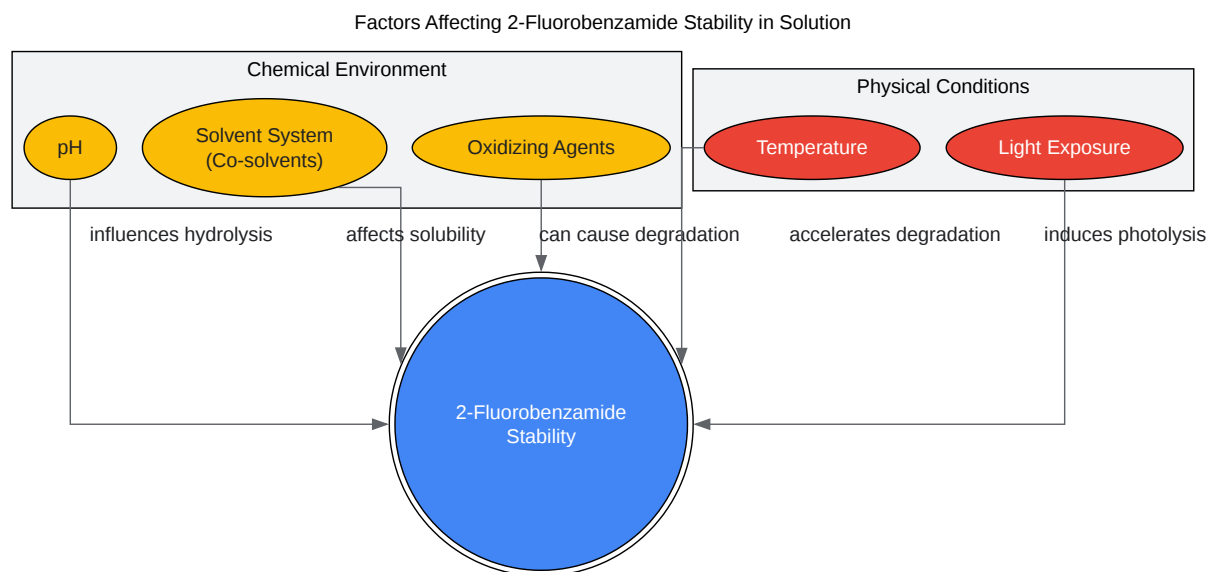 Factors Affecting 2-Fluorobenzamide Stability in Solution
Chemical Environment
Physical Conditions
pH
Solvent System
(Co-solvents)
Oxidizing Agents
Temperature
Light Exposure
influences hydrolysis
affects solubility
can cause degradation
accelerates degradation
induces photolysis
2-Fluorobenzamide
Stability